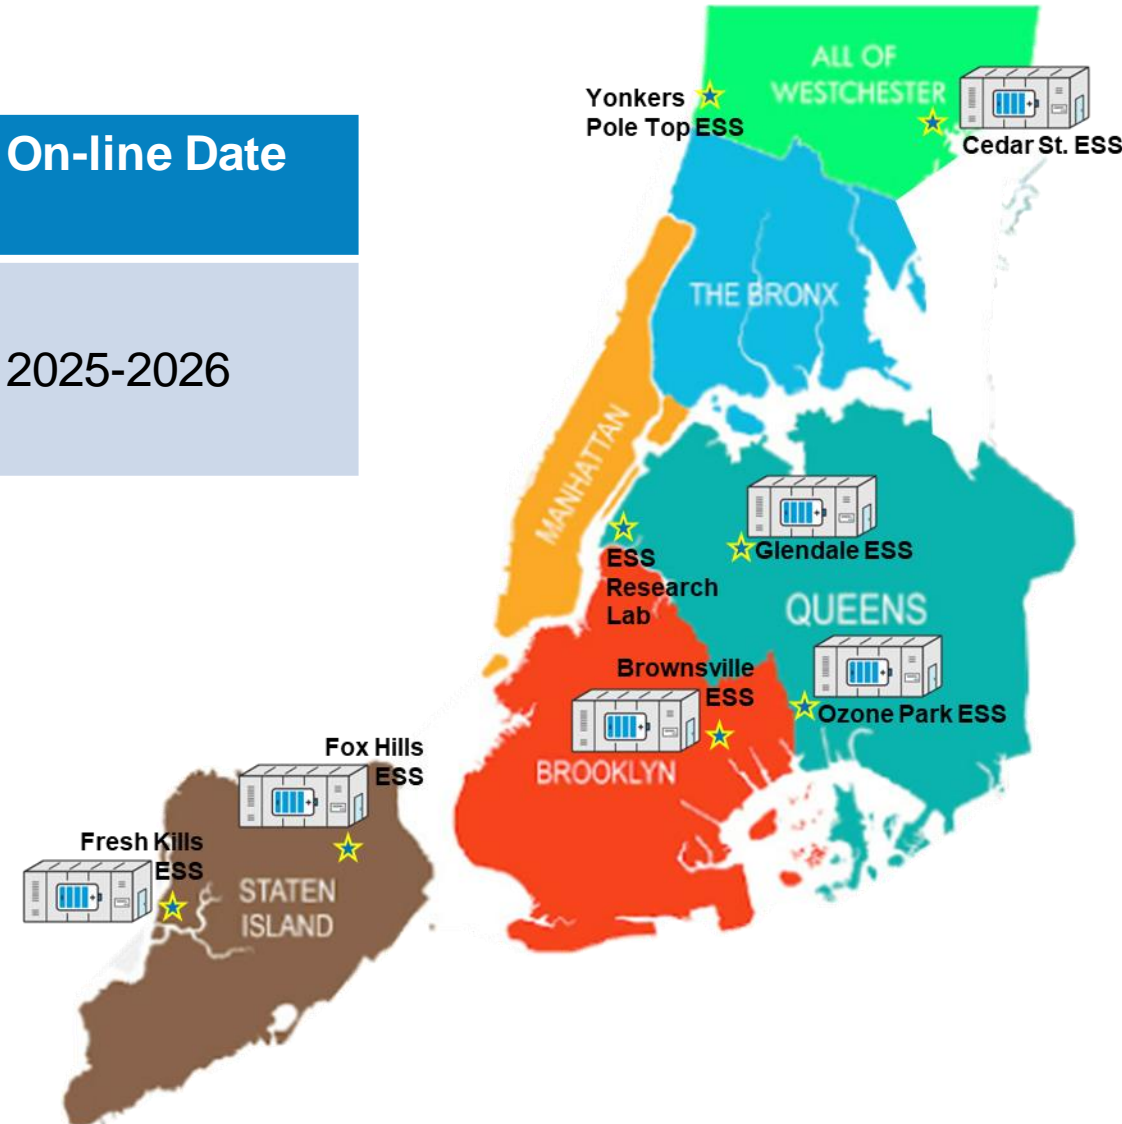 On-line Date
2025-2026
ALL OF
WESTCHESTER
Yonkers
Pole Top ESS
Cedar St. ESS
THE BRONX
MANHATTAN
Glendale ESS
ESS
Research
Lab
QUEENS
Brownsville
ESS
Ozone Park ESS
BROOKLYN
Fox Hills
ESS
Fresh Kills
ESS
STATEN
ISLAND